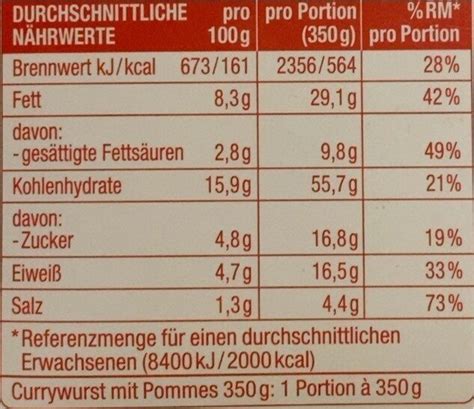 DURCHSCHNITTLICHE pro pro Portion %RM*
NÄHRWERTE 100g (350g) pro Portion
Brennwert kJ/kcal 673/161 2356/564 28%
Fett 8,3g 29,1g 42%
davon:
-gesättigte Fettsäuren 2,8g 9,8g 49%
Kohlenhydrate 15,9g 55,7g 21%
davon:
-Zucker 4,8g 16,8g 19%
Eiweiß 4,7g 16,5g 33%
Salz 1,3g 4,4g 73%
*Referenzmenge für einen durchschnittlichen
Erwachsenen (8400kJ/2000kcal)
Currywurst mit Pommes 350g: 1 Portion à 350g